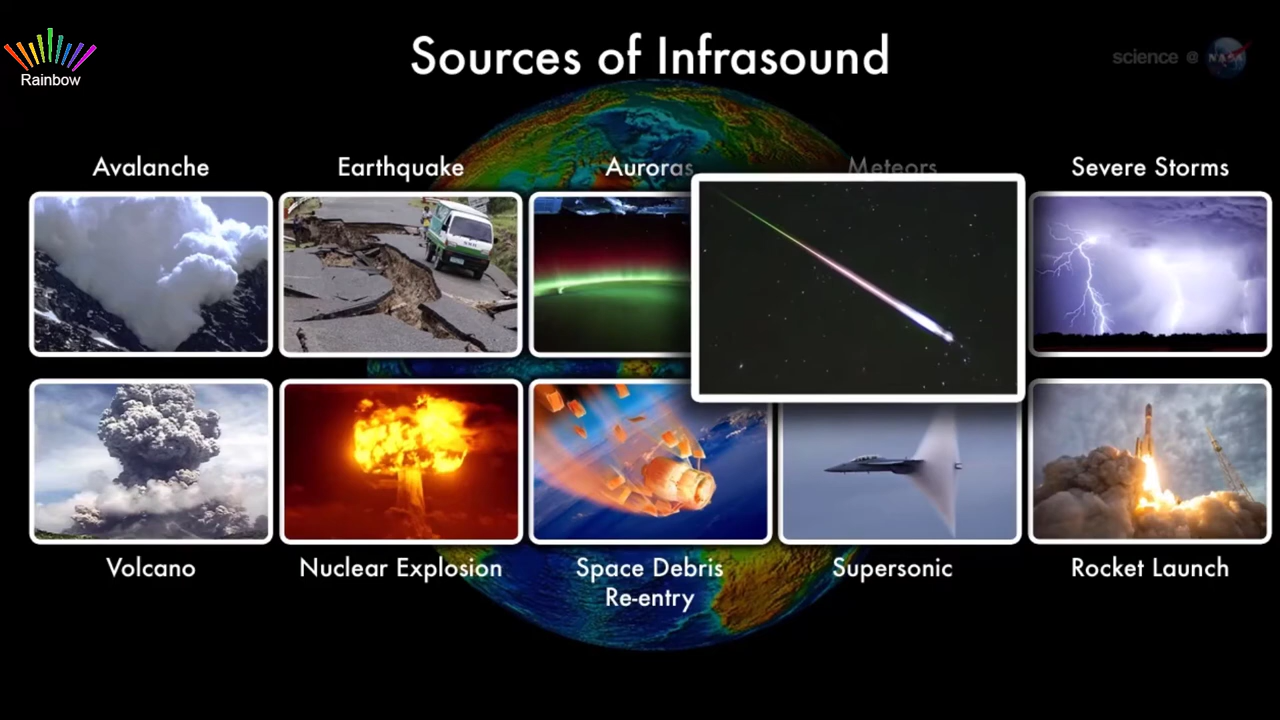 Rainbow
Sources of Infrasound
science @ NASA
Avalanche
Earthquake
Auroras
Meteors
Severe Storms
Volcano
Nuclear Explosion
Space Debris
Re-entry
Supersonic
Rocket Launch